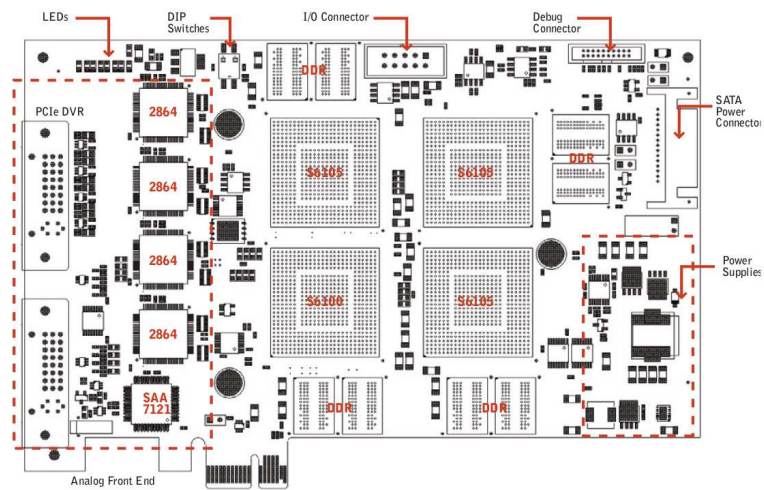 LEDs
DIP
Switches
I/O Connector
Debug
Connector
SATA
Power
Connector
PCIe DVR
DDR
2864
S6105
S6105
DDR
2864
2864
S6100
S6105
2864
Power
Supplies
SAA
7121
DDR
DDR
Analog Front End